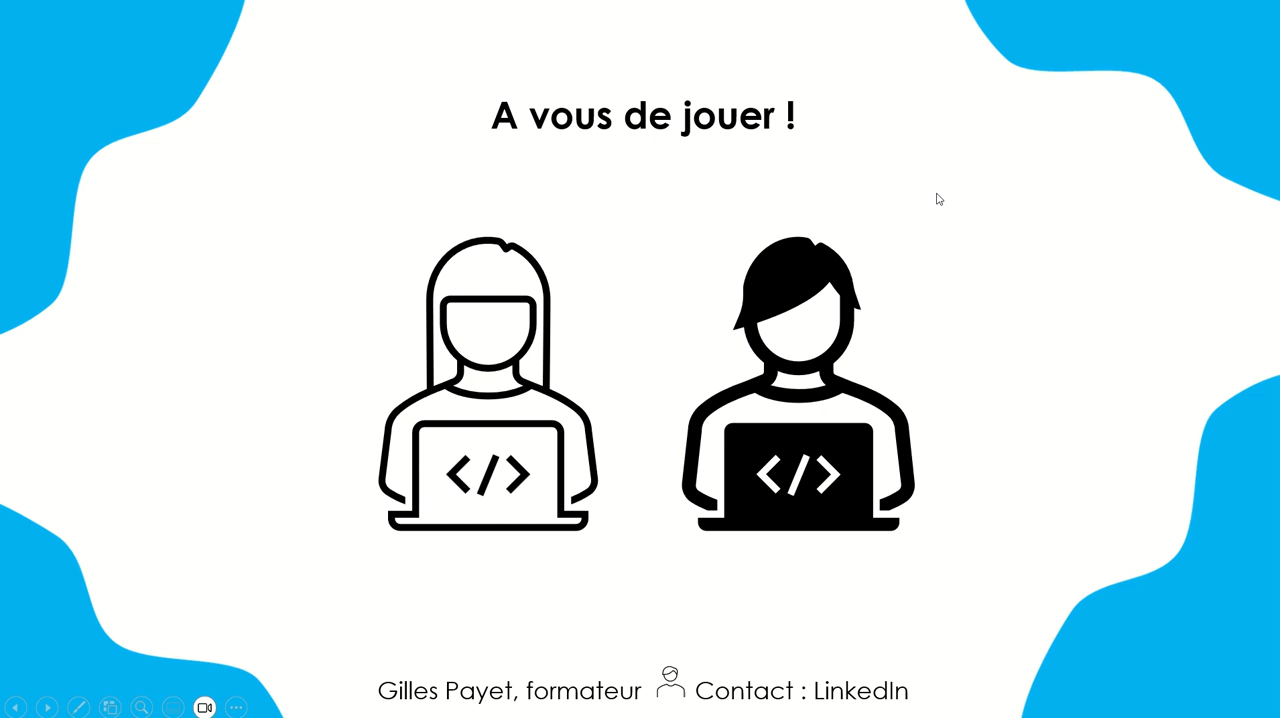 A vous de jouer !
</>
</>
Gilles Payet, formateur Contact : LinkedIn